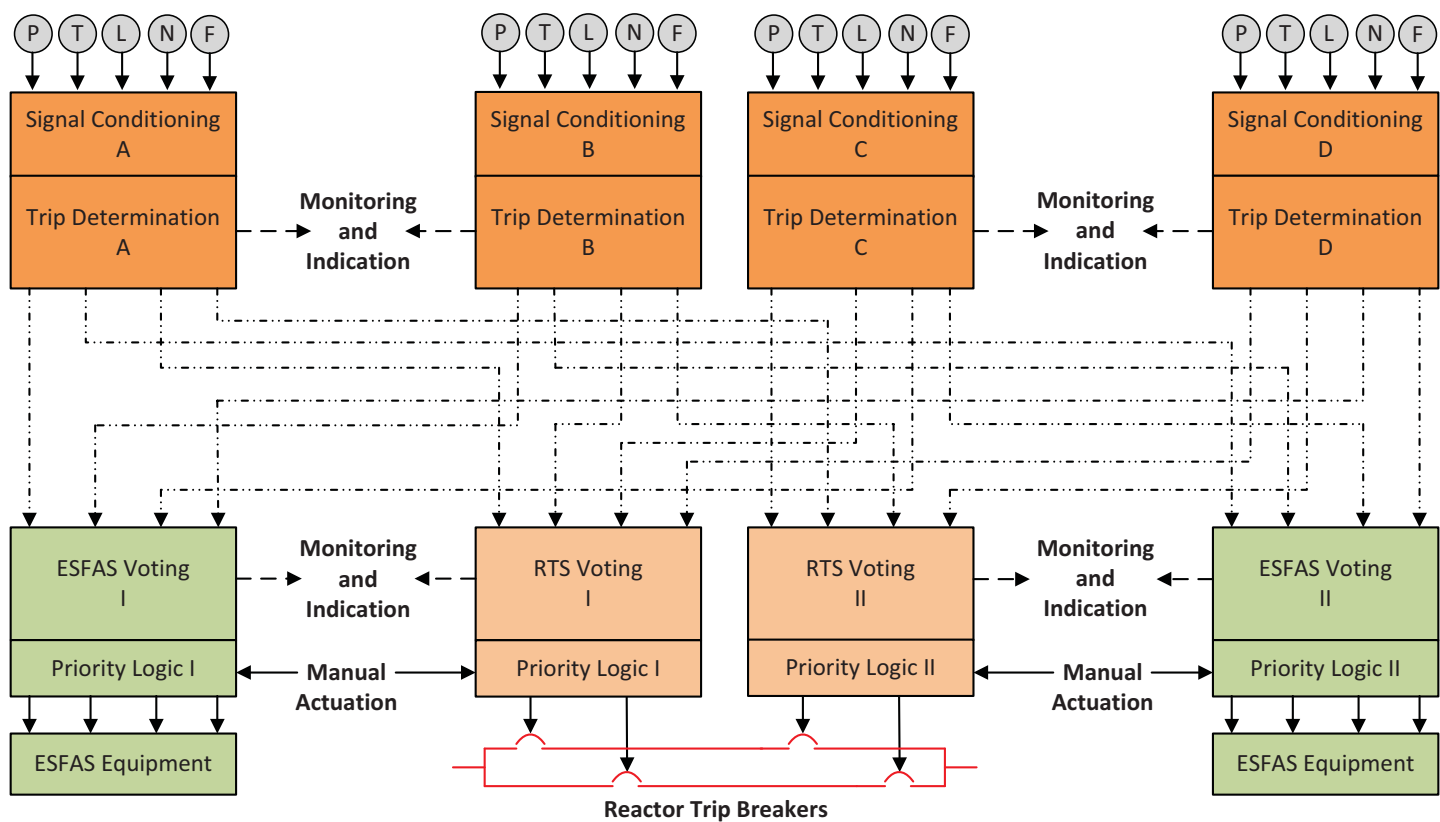 P T L N F P T L N F P T L N F P T L N F
Signal Conditioning
A
Signal Conditioning
B
Signal Conditioning
C
Signal Conditioning
D
Trip Determination
A
Monitoring
and
Indication
Trip Determination
B
Trip Determination
C
Monitoring
and
Indication
Trip Determination
D
ESFAS Voting
I
Monitoring
and
Indication
RTS Voting
I
RTS Voting
II
Monitoring
and
Indication
ESFAS Voting
II
Priority Logic I
Manual
Actuation
Priority Logic I
Priority Logic II
Manual
Actuation
Priority Logic II
ESFAS Equipment
ESFAS Equipment
Reactor Trip Breakers